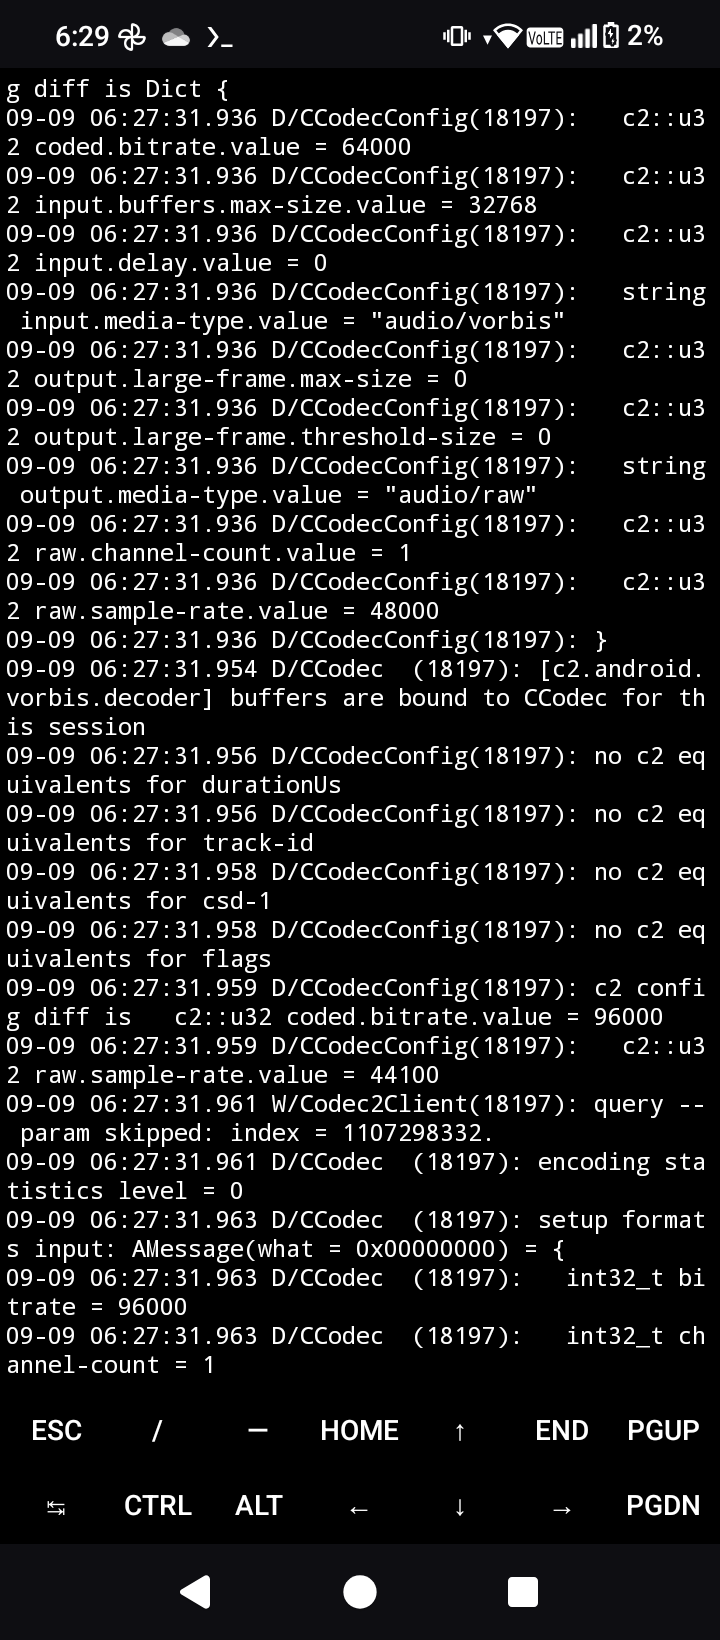 6:29 VoLTE 2%
g diff is Dict {
09-09 06:27:31.936 D/CCodecConfig(18197):   c2::u3
2 coded.bitrate.value = 64000
09-09 06:27:31.936 D/CCodecConfig(18197):   c2::u3
2 input.buffers.max-size.value = 32768
09-09 06:27:31.936 D/CCodecConfig(18197):   c2::u3
2 input.delay.value = 0
09-09 06:27:31.936 D/CCodecConfig(18197):   string
 input.media-type.value = "audio/vorbis"
09-09 06:27:31.936 D/CCodecConfig(18197):   c2::u3
2 output.large-frame.max-size = 0
09-09 06:27:31.936 D/CCodecConfig(18197):   c2::u3
2 output.large-frame.threshold-size = 0
09-09 06:27:31.936 D/CCodecConfig(18197):   string
 output.media-type.value = "audio/raw"
09-09 06:27:31.936 D/CCodecConfig(18197):   c2::u3
2 raw.channel-count.value = 1
09-09 06:27:31.936 D/CCodecConfig(18197):   c2::u3
2 raw.sample-rate.value = 48000
09-09 06:27:31.936 D/CCodecConfig(18197): }
09-09 06:27:31.954 D/CCodec  (18197): [c2.android.
vorbis.decoder] buffers are bound to CCodec for th
is session
09-09 06:27:31.956 D/CCodecConfig(18197): no c2 eq
uivalents for durationUs
09-09 06:27:31.956 D/CCodecConfig(18197): no c2 eq
uivalents for track-id
09-09 06:27:31.958 D/CCodecConfig(18197): no c2 eq
uivalents for csd-1
09-09 06:27:31.958 D/CCodecConfig(18197): no c2 eq
uivalents for flags
09-09 06:27:31.959 D/CCodecConfig(18197): c2 confi
g diff is   c2::u32 coded.bitrate.value = 96000
09-09 06:27:31.959 D/CCodecConfig(18197):   c2::u3
2 raw.sample-rate.value = 44100
09-09 06:27:31.961 W/Codec2Client(18197): query --
 param skipped: index = 1107298332.
09-09 06:27:31.961 D/CCodec  (18197): encoding sta
tistics level = 0
09-09 06:27:31.963 D/CCodec  (18197): setup format
s input: AMessage(what = 0x00000000) = {
09-09 06:27:31.963 D/CCodec  (18197):   int32_t bi
trate = 96000
09-09 06:27:31.963 D/CCodec  (18197):   int32_t ch
annel-count = 1
ESC / — HOME ↑ END PGUP
↹ CTRL ALT ← ↓ → PGDN